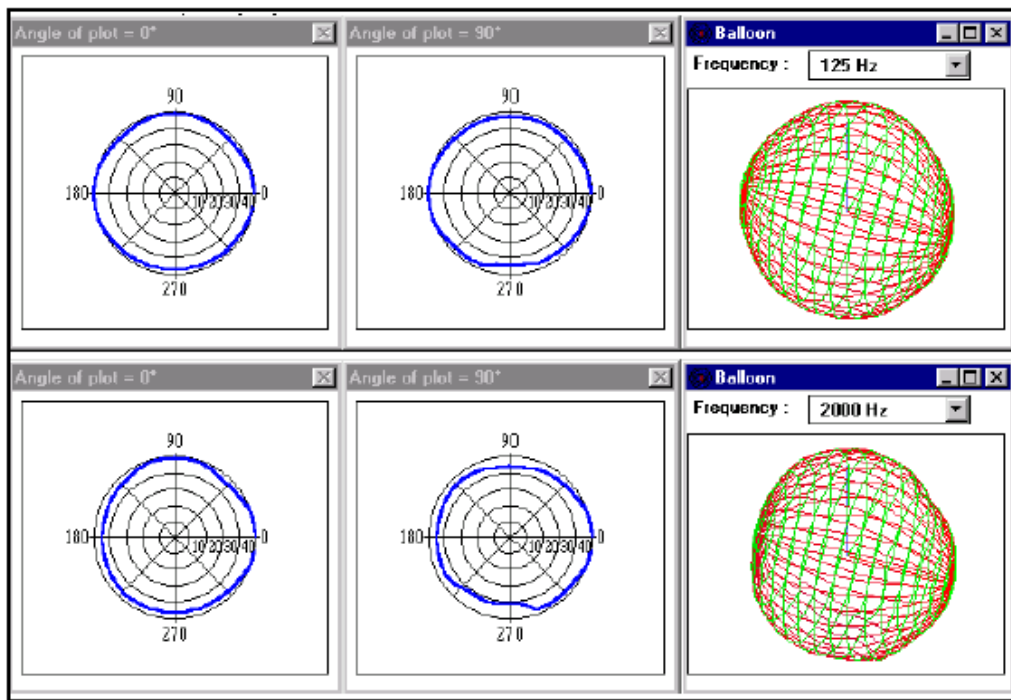 Angle of plot = 0°
90
180
10 20 30 40 0
270
Angle of plot = 90°
90
180
10 20 30 40 0
270
Balloon
Frequency : 125 Hz
Angle of plot = 0°
90
180
10 20 30 40 0
270
Angle of plot = 90°
90
180
10 20 30 40 0
270
Balloon
Frequency : 2000 Hz